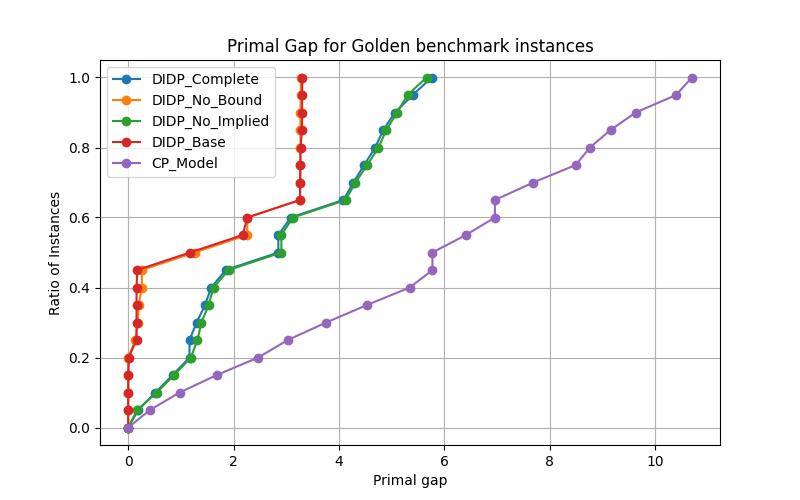 Primal Gap for Golden benchmark instances
DIDP_Complete
DIDP_No_Bound
DIDP_No_Implied
DIDP_Base
CP_Model
Ratio of Instances
1.0
0.8
0.6
0.4
0.2
0.0
0 2 4 6 8 10
Primal gap